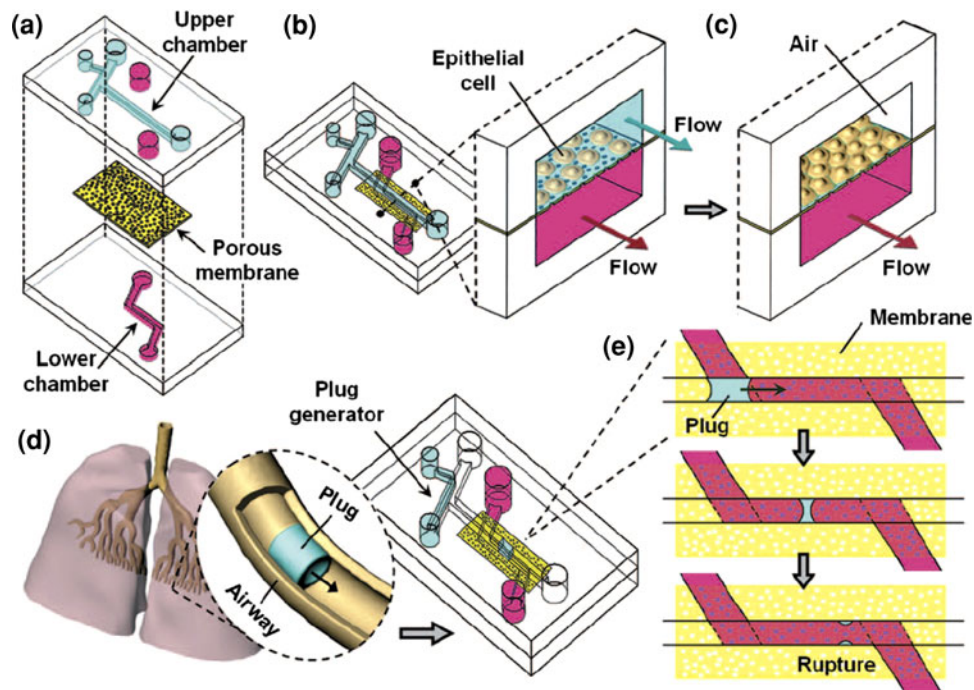 (a)
Upper
chamber
Porous
membrane
Lower
chamber
(b)
Epithelial
cell
Flow
Flow
(c)
Air
Flow
(d)
Plug
Airway
Plug
generator
(e)
Membrane
Plug
Rupture